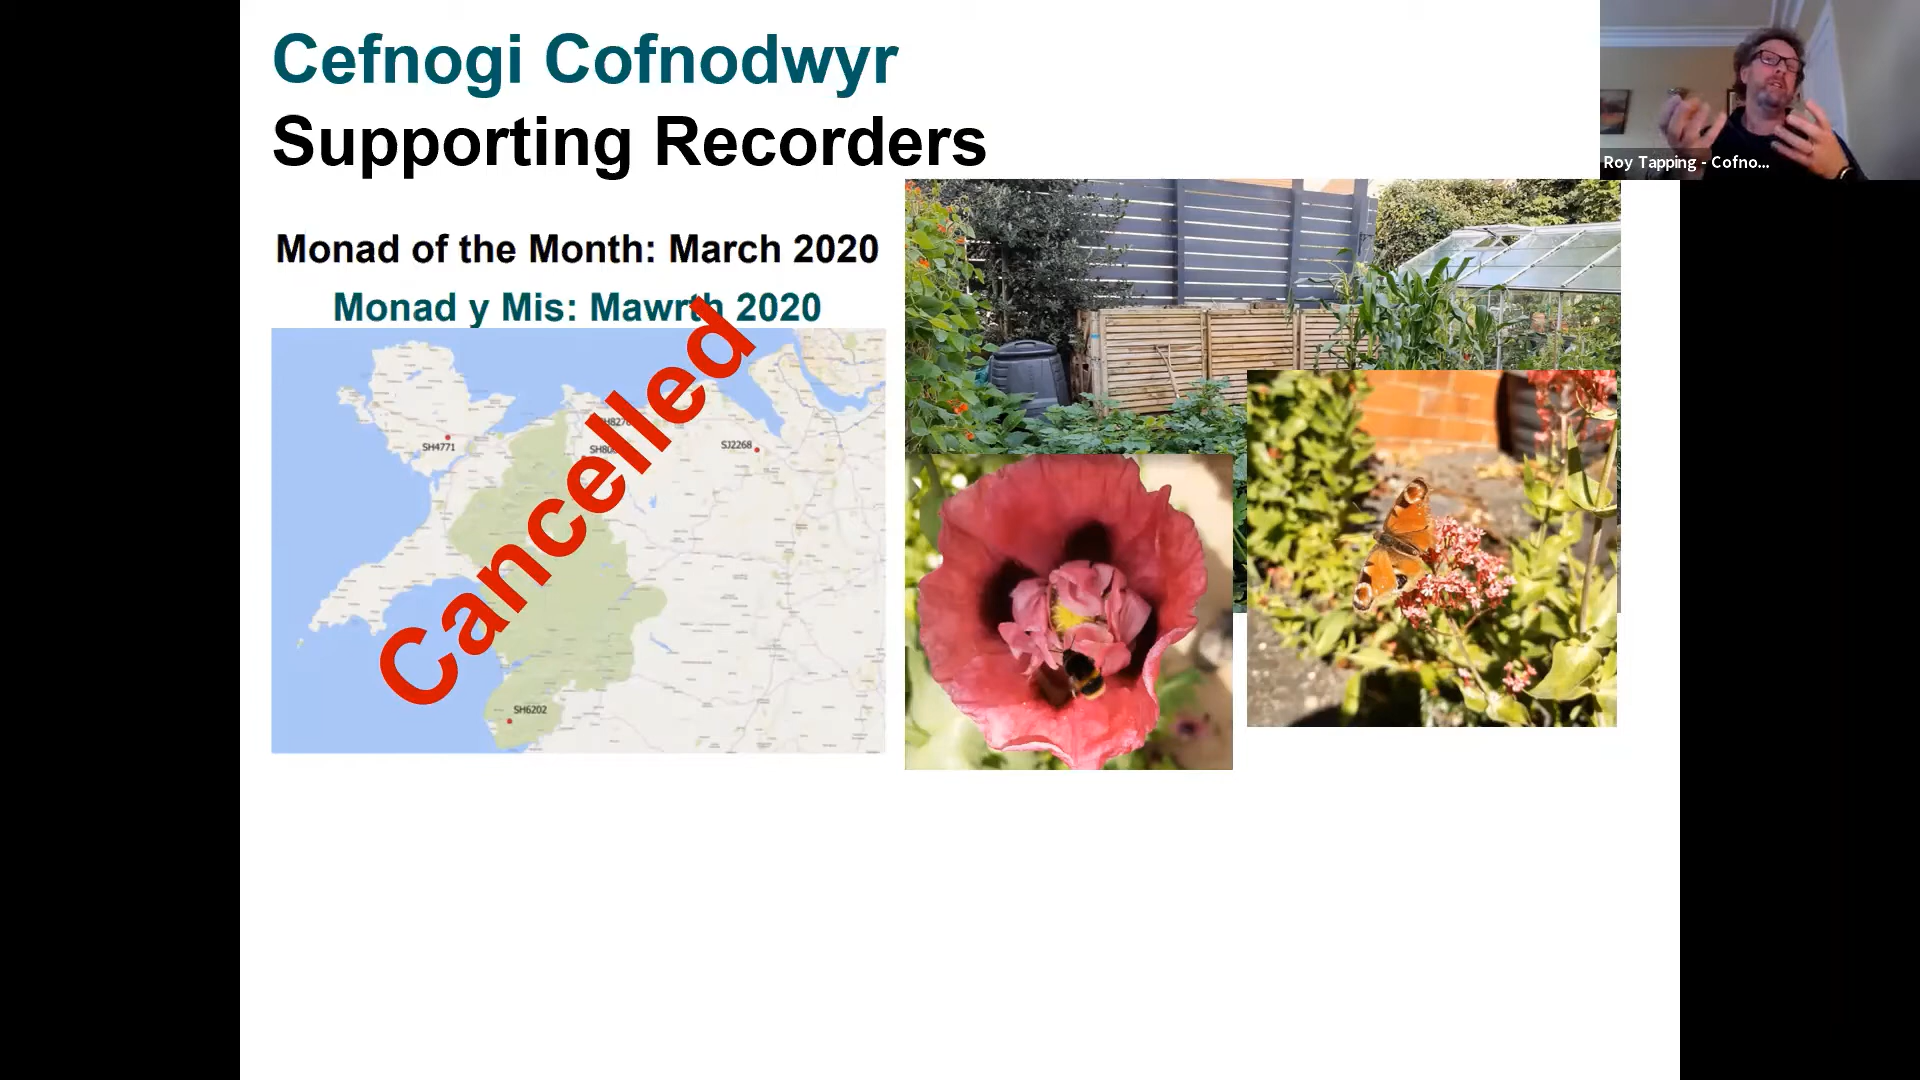 Cefnogi Cofnodwyr
Supporting Recorders
Roy Tapping - Cofno...
Monad of the Month: March 2020
Monad y Mis: Mawrth 2020
Cancelled
SH4771
SJ2268
SH6202